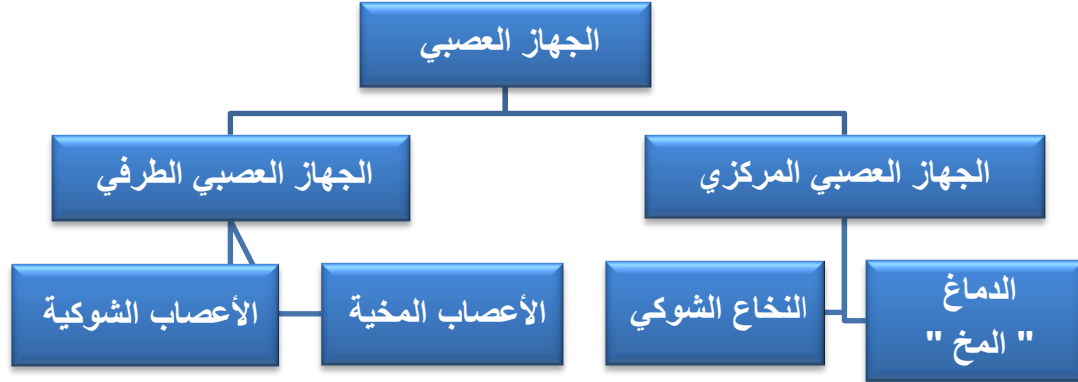 الجهاز العصبي
الجهاز العصبي المركزي
الجهاز العصبي الطرفي
الدماغ
" المخ "
النخاع الشوكي
الأعصاب المخية
الأعصاب الشوكية